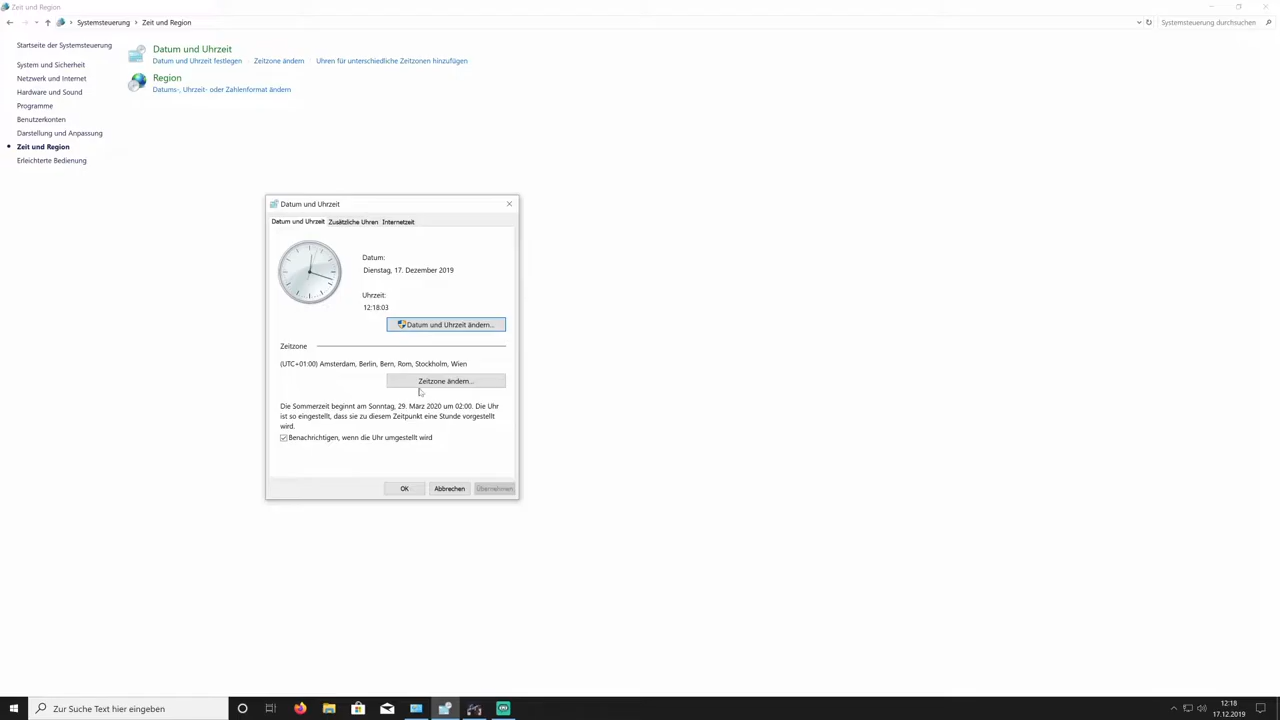 Zeit und Region
Systemsteuerung
Zeit und Region
Systemsteuerung durchsuchen
Startseite der Systemsteuerung
System und Sicherheit
Netzwerk und Internet
Hardware und Sound
Programme
Benutzerkonten
Darstellung und Anpassung
Zeit und Region
Erleichterte Bedienung
Datum und Uhrzeit
Datum und Uhrzeit festlegen
Zeitzone ändern
Uhren für unterschiedliche Zeitzonen hinzufügen
Region
Datums-, Uhrzeit- oder Zahlenformat ändern
Datum und Uhrzeit
Datum und Uhrzeit Zusätzliche Uhren Internetzeit
Datum:
Dienstag, 17. Dezember 2019
Uhrzeit:
12:18:03
Datum und Uhrzeit ändern...
Zeitzone
(UTC+01:00) Amsterdam, Berlin, Bern, Rom, Stockholm, Wien
Zeitzone ändern...
Die Sommerzeit beginnt am Sonntag, 29. März 2020 um 02:00. Die Uhr
ist so eingestellt, dass sie zu diesem Zeitpunkt eine Stunde vorgestellt
wird.
Benachrichtigen, wenn die Uhr umgestellt wird
OK
Abbrechen
Übernehmen
Zur Suche Text hier eingeben
12:18
17.12.2019